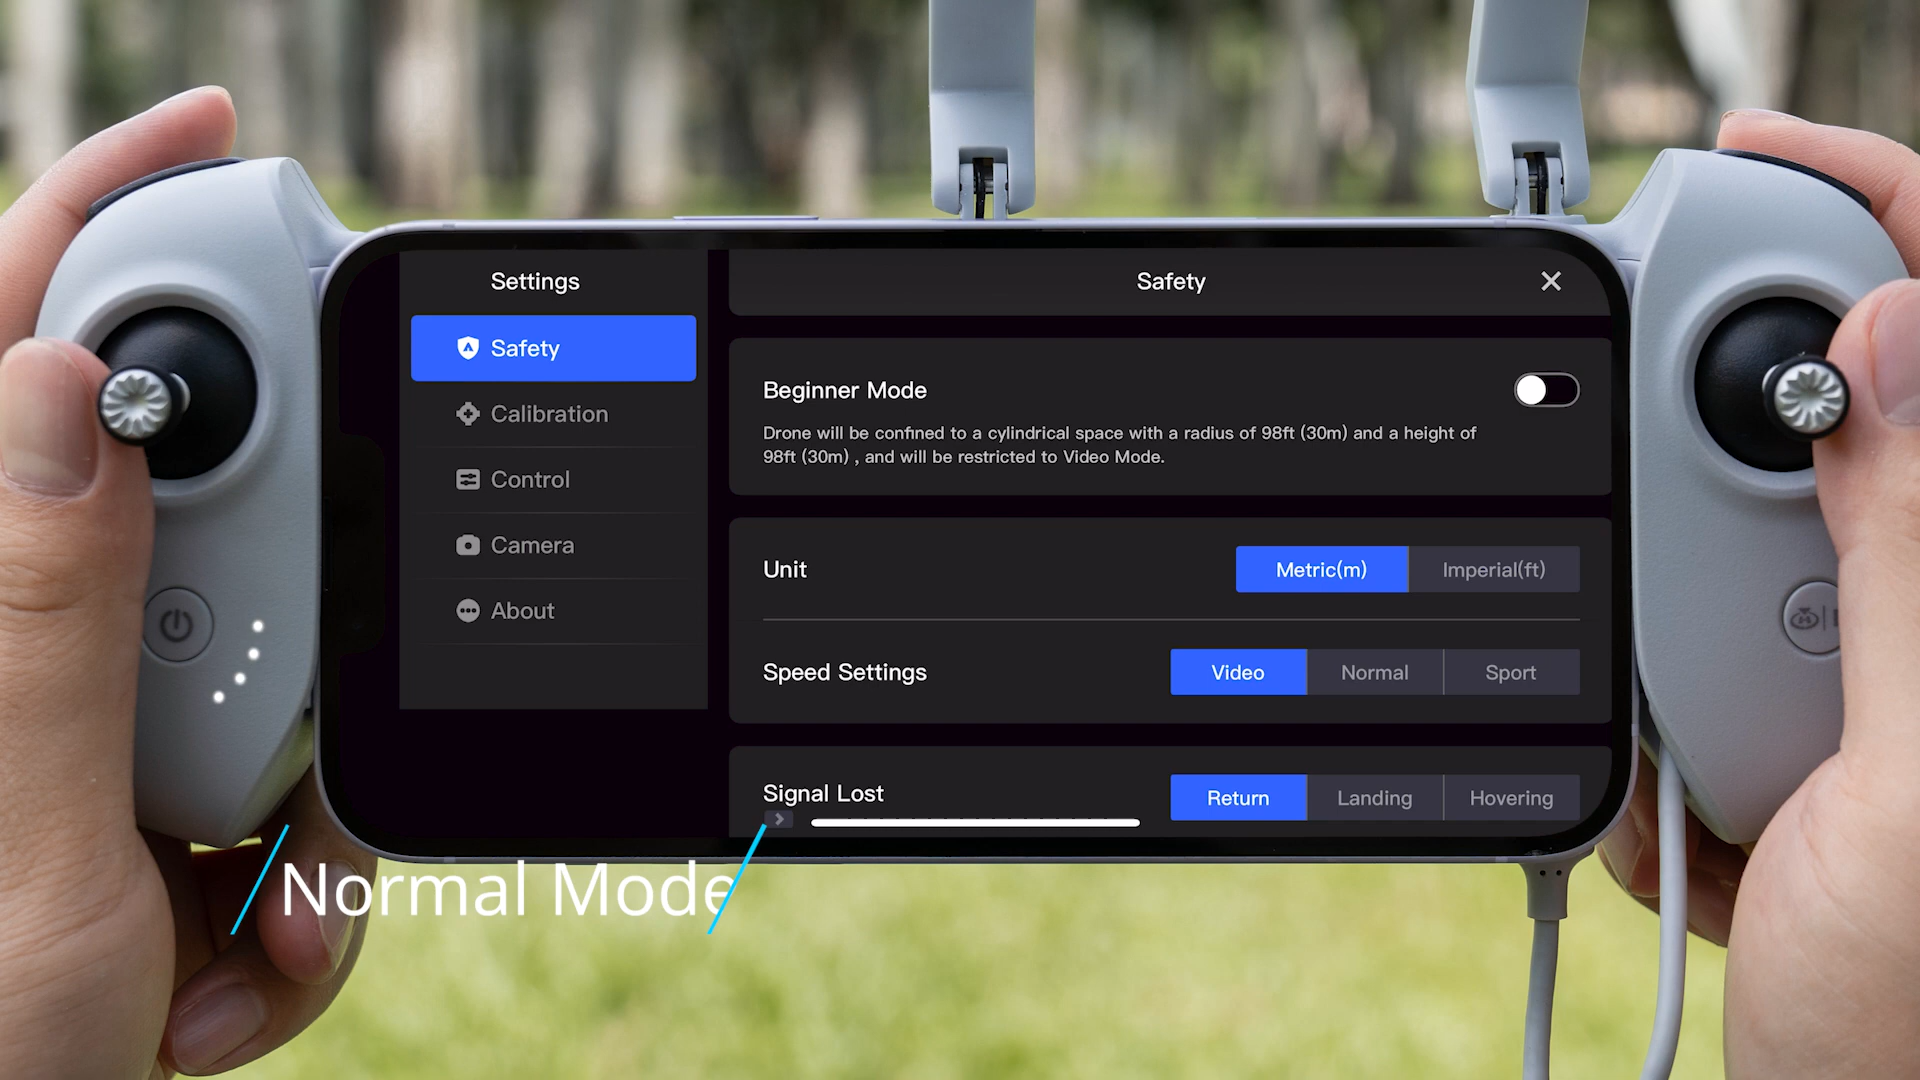 Settings
Safety
Calibration
Control
Camera
About
Safety
Beginner Mode
Drone will be confined to a cylindrical space with a radius of 98ft (30m) and a height of
98ft (30m) , and will be restricted to Video Mode.
Unit
Metric(m)
Imperial(ft)
Speed Settings
Video
Normal
Sport
Signal Lost
Return
Landing
Hovering
Normal Mode